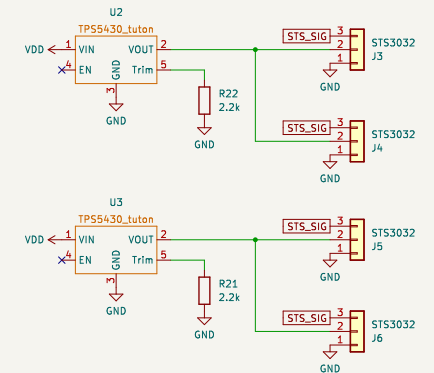 U2
TPS5430_tuton
VDD 1 VIN VOUT 2
4 EN GND Trim 5
3
GND
R22
2.2k
GND
STS_SIG 3
2
1
STS3032
J3
GND
STS_SIG 3
2
1
STS3032
J4
GND
U3
TPS5430_tuton
VDD 1 VIN VOUT 2
4 EN GND Trim 5
3
GND
R21
2.2k
GND
STS_SIG 3
2
1
STS3032
J5
GND
STS_SIG 3
2
1
STS3032
J6
GND